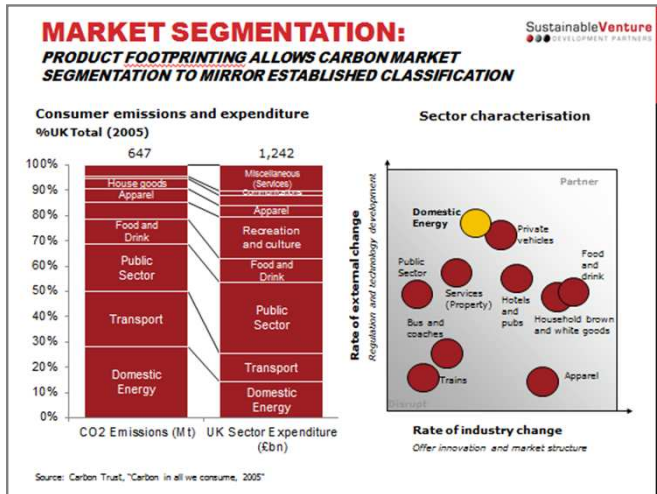 MARKET SEGMENTATION:
SustainableVenture
DEVELOPMENT PARTNERS
PRODUCT FOOTPRINTING ALLOWS CARBON MARKET
SEGMENTATION TO MIRROR ESTABLISHED CLASSIFICATION
Consumer emissions and expenditure
%UK Total (2005)
647
1,242
100%
90%
80%
70%
60%
50%
40%
30%
20%
10%
0%
House goods
Apparel
Food and
Drink
Public
Sector
Transport
Domestic
Energy
Miscellaneous
(Services)
Communications
Apparel
Recreation
and culture
Food and
Drink
Public
Sector
Transport
Domestic
Energy
CO2 Emissions (Mt)
UK Sector Expenditure
(£bn)
Sector characterisation
Rate of external change
Regulation and technology development
Partner
Domestic
Energy
Private
vehicles
Public
Sector
Services
(Property)
Hotels
and
pubs
Food
and
drink
Household brown
and white goods
Bus and
coaches
Trains
Apparel
Disrupt
Rate of industry change
Offer innovation and market structure
Source: Carbon Trust, "Carbon in all we consume, 2005"